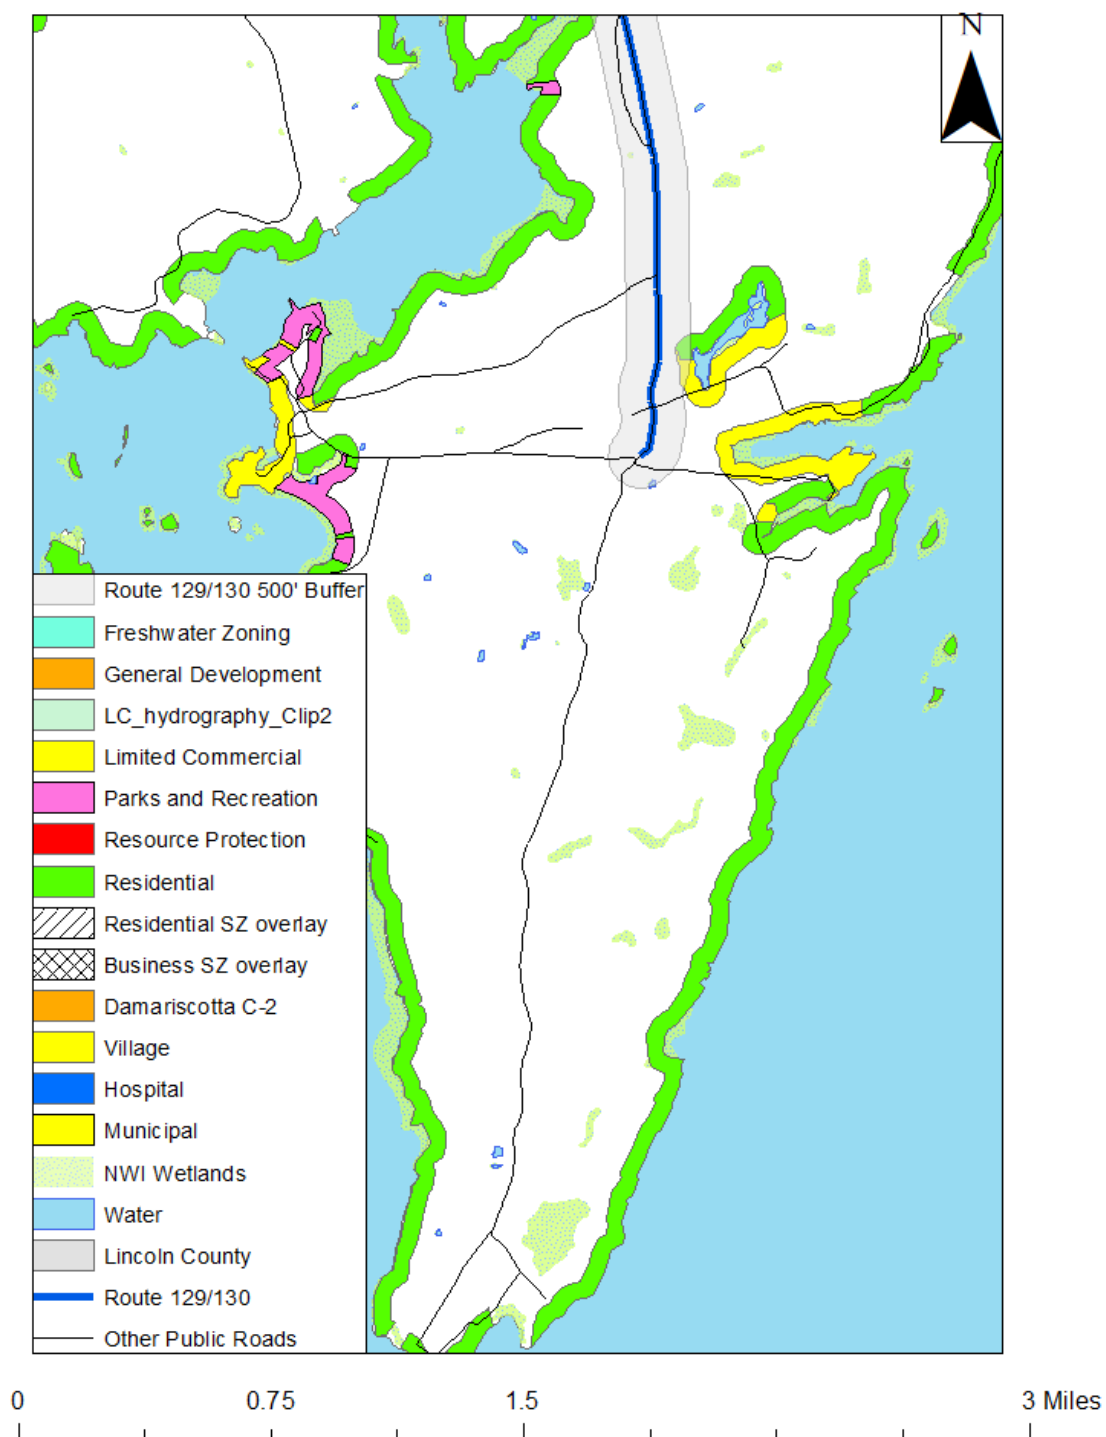 N
Route 129/130 500' Buffer
Freshwater Zoning
General Development
LC_hydrography_Clip2
Limited Commercial
Parks and Recreation
Resource Protection
Residential
Residential SZ overlay
Business SZ overlay
Damariscotta C-2
Village
Hospital
Municipal
NWI Wetlands
Water
Lincoln County
Route 129/130
Other Public Roads
0 0.75 1.5 3 Miles